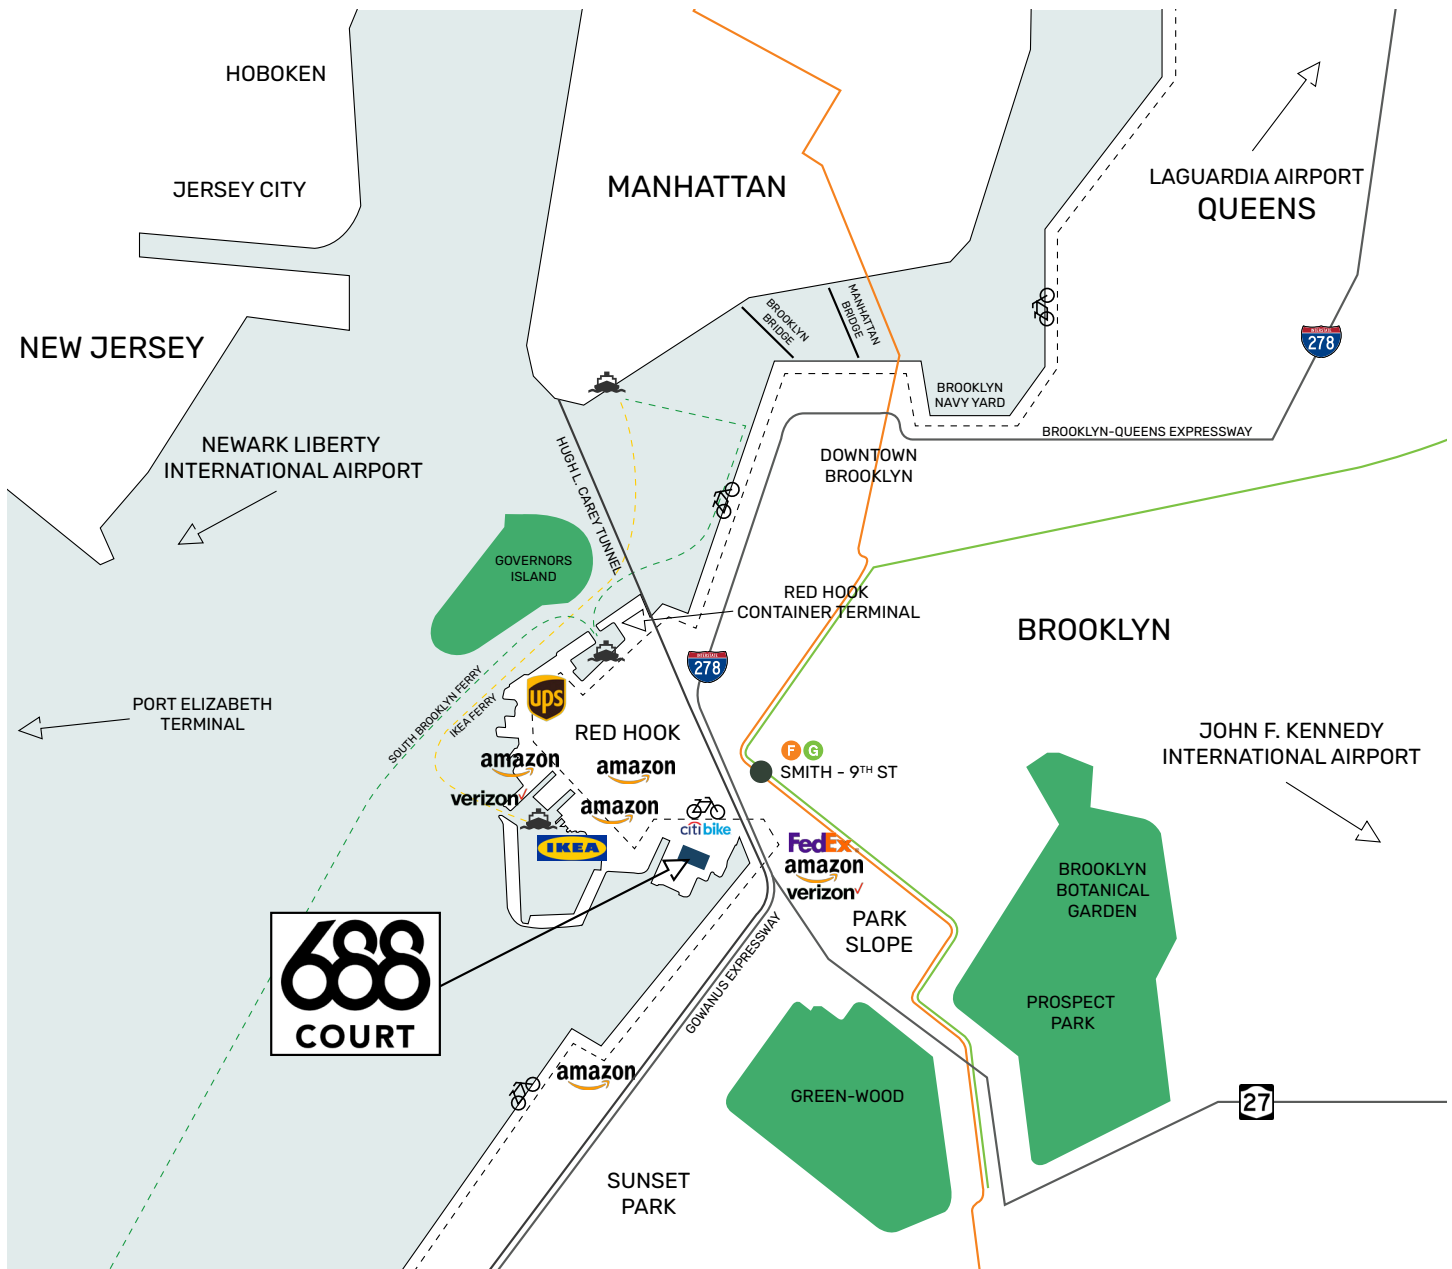 HOBOKEN
JERSEY CITY
MANHATTAN
LAGUARDIA AIRPORT
QUEENS
NEW JERSEY
BROOKLYN
BRIDGE
MANHATTAN
BRIDGE
INTERSTATE
278
BROOKLYN
NAVY YARD
BROOKLYN-QUEENS EXPRESSWAY
NEWARK LIBERTY
INTERNATIONAL AIRPORT
HUGH L. CAREY TUNNEL
DOWNTOWN
BROOKLYN
GOVERNORS
ISLAND
RED HOOK
CONTAINER TERMINAL
BROOKLYN
INTERSTATE
278
PORT ELIZABETH
TERMINAL
SOUTH BROOKLYN FERRY
IKEA FERRY
ups
RED HOOK
amazon
amazon
verizon
amazon
citi bike
IKEA
F G
SMITH - 9TH ST
JOHN F. KENNEDY
INTERNATIONAL AIRPORT
FedEx.
amazon
verizon
PARK
SLOPE
BROOKLYN
BOTANICAL
GARDEN
PROSPECT
PARK
688
COURT
GOWANUS EXPRESSWAY
amazon
GREEN-WOOD
27
SUNSET
PARK